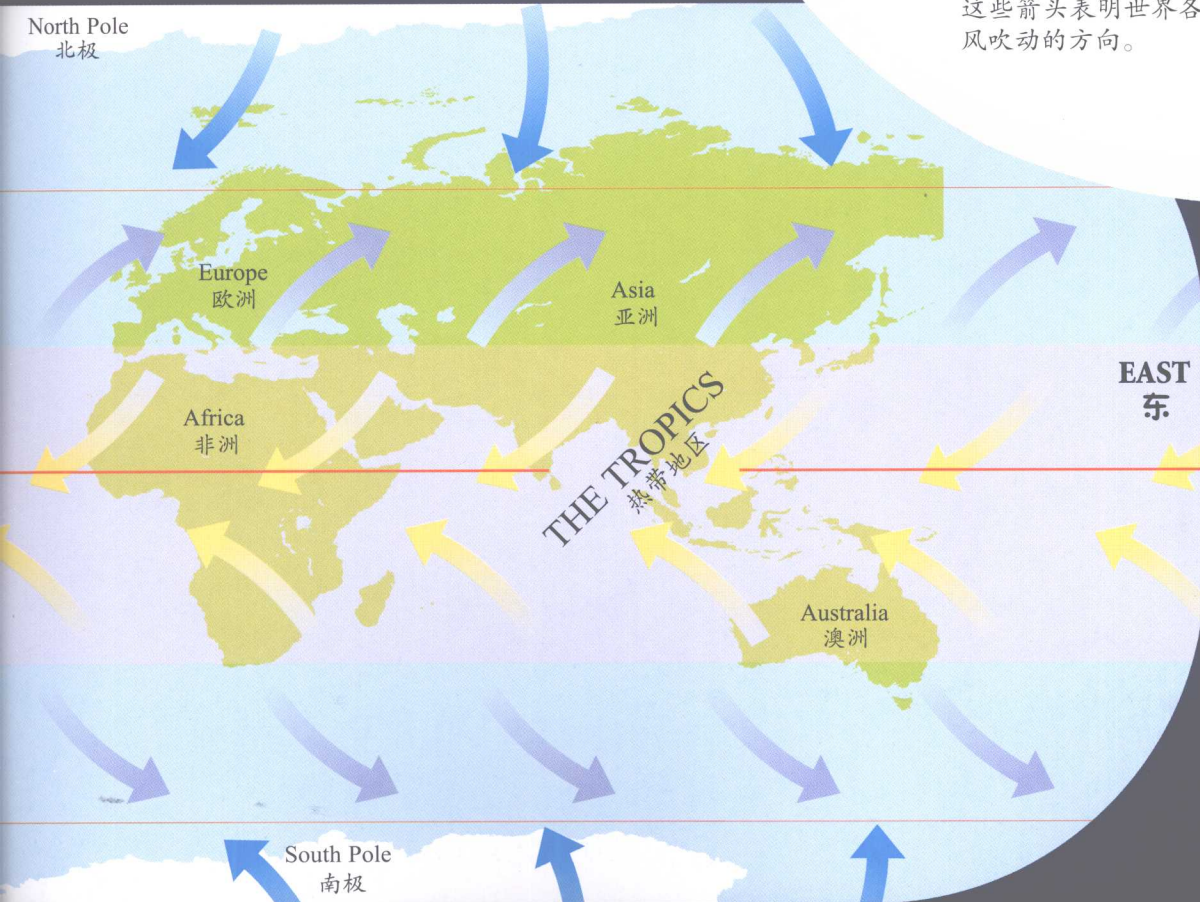 这些箭头表明世界各
风吹动的方向。
North Pole
北极
Europe
欧洲
Asia
亚洲
EAST
东
Africa
非洲
THE TROPICS
热带地区
Australia
澳洲
South Pole
南极